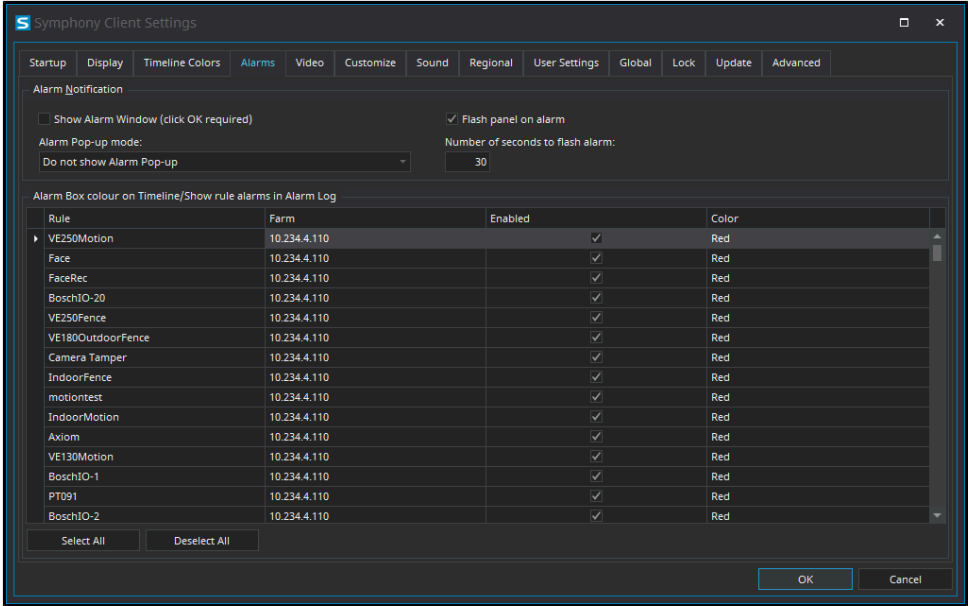 S Symphony Client Settings
Startup Display Timeline Colors Alarms Video Customize Sound Regional User Settings Global Lock Update Advanced
Alarm Notification
Show Alarm Window (click OK required) Flash panel on alarm
Alarm Pop-up mode: Number of seconds to flash alarm:
Do not show Alarm Pop-up 30
Alarm Box colour on Timeline/Show rule alarms in Alarm Log
Rule Farm Enabled Color
VE250Motion 10.234.4.110 Red
Face 10.234.4.110 Red
FaceRec 10.234.4.110 Red
BoschIO-20 10.234.4.110 Red
VE250Fence 10.234.4.110 Red
VE180OutdoorFence 10.234.4.110 Red
Camera Tamper 10.234.4.110 Red
IndoorFence 10.234.4.110 Red
motiontest 10.234.4.110 Red
IndoorMotion 10.234.4.110 Red
Axiom 10.234.4.110 Red
VE130Motion 10.234.4.110 Red
BoschIO-1 10.234.4.110 Red
PT091 10.234.4.110 Red
BoschIO-2 10.234.4.110 Red
Select All Deselect All
OK Cancel